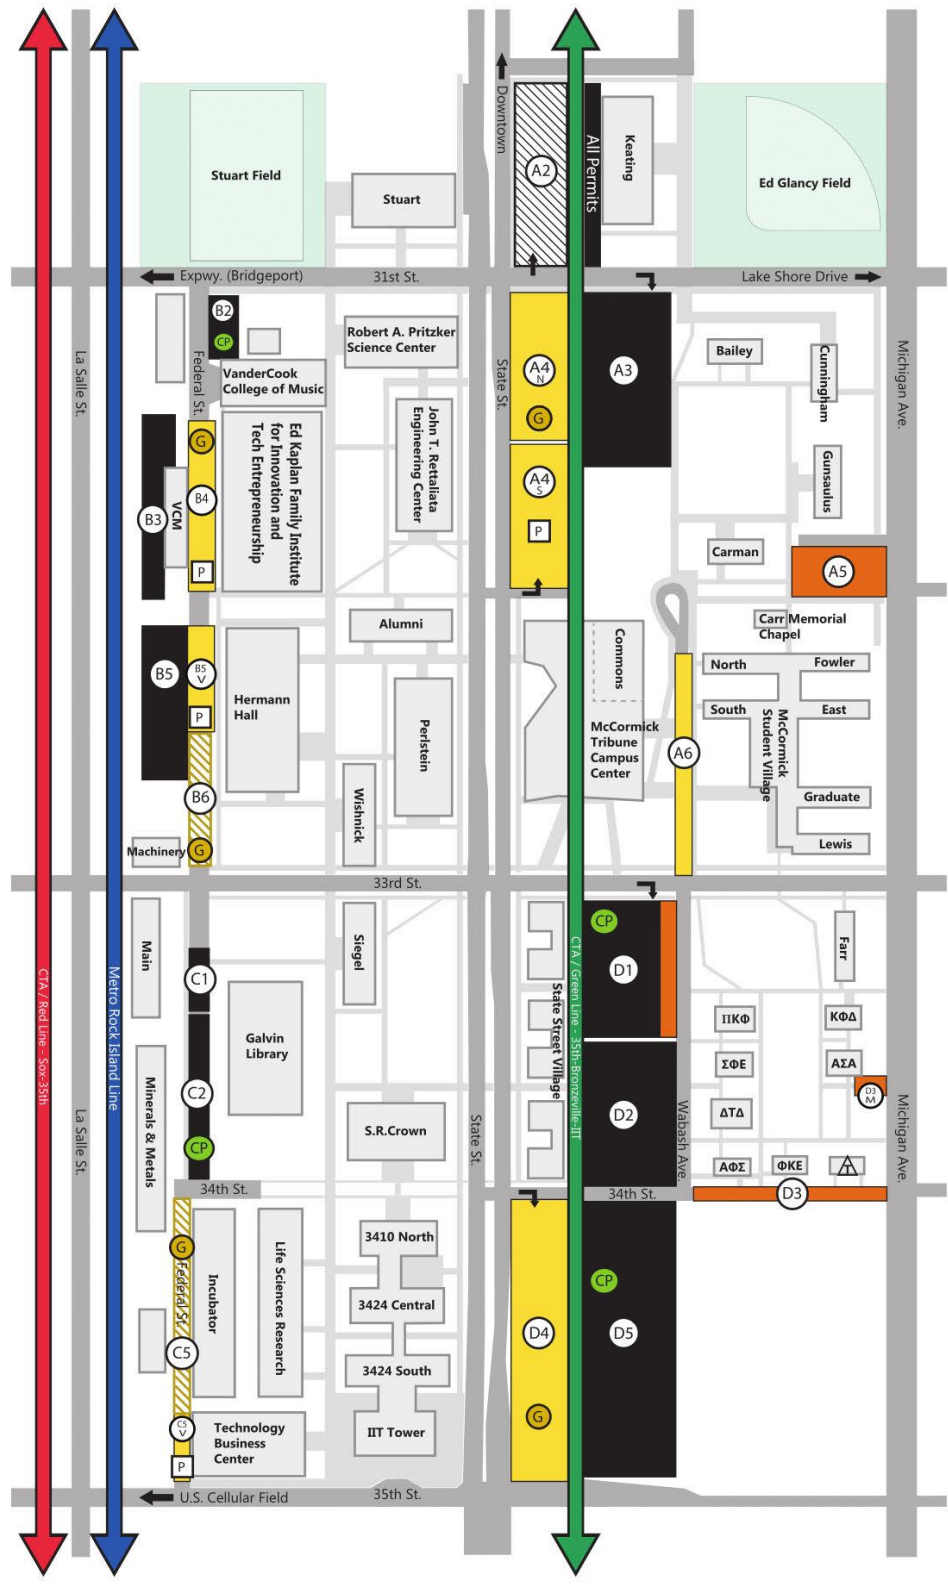 Downtown
Stuart Field
Stuart
A2
All Permits
Keating
Ed Glancy Field
Expwy. (Bridgeport)
31st St.
Lake Shore Drive
B2
CP
La Salle St.
Federal St.
VanderCook
College of Music
Robert A. Pritzker
Science Center
State St.
A4
N
G
A3
Bailey
Cunningham
Michigan Ave.
G
B4
P
B3
VCM
Ed Kaplan Family Institute
for Innovation and
Tech Entrepreneurship
John T. Rettaliata
Engineering Center
A4
S
P
Gunsaulus
Carman
A5
Alumni
Carr Memorial
Chapel
B5
B5
V
P
Hermann
Hall
Perlstein
Commons
McCormick
Tribune
Campus
Center
A6
North
Fowler
South
East
McCormick
Student Village
Graduate
Lewis
B6
G
Machinery
Wishnick
33rd St.
CTA / Red Line - Sox-35th
Metro Rock Island Line
Main
C1
Galvin
Library
Siegel
State Street Village
CTA / Green Line - 35th-Bronzeville-IIT
CP
D1
Farr
ΠΚΦ
ΚΦΔ
ΣΦΕ
ΑΣΑ
D3
M
ΔΤΔ
ΑΦΣ
ΦΚΕ
T
La Salle St.
Minerals & Metals
C2
CP
S.R.Crown
State St.
D2
Wabash Ave.
Michigan Ave.
34th St.
34th St.
D3
G
Federal St.
C5
Incubator
Life Sciences Research
3410 North
3424 Central
3424 South
IIT Tower
CP
D4
D5
G
C5
V
P
Technology
Business
Center
U.S. Cellular Field
35th St.